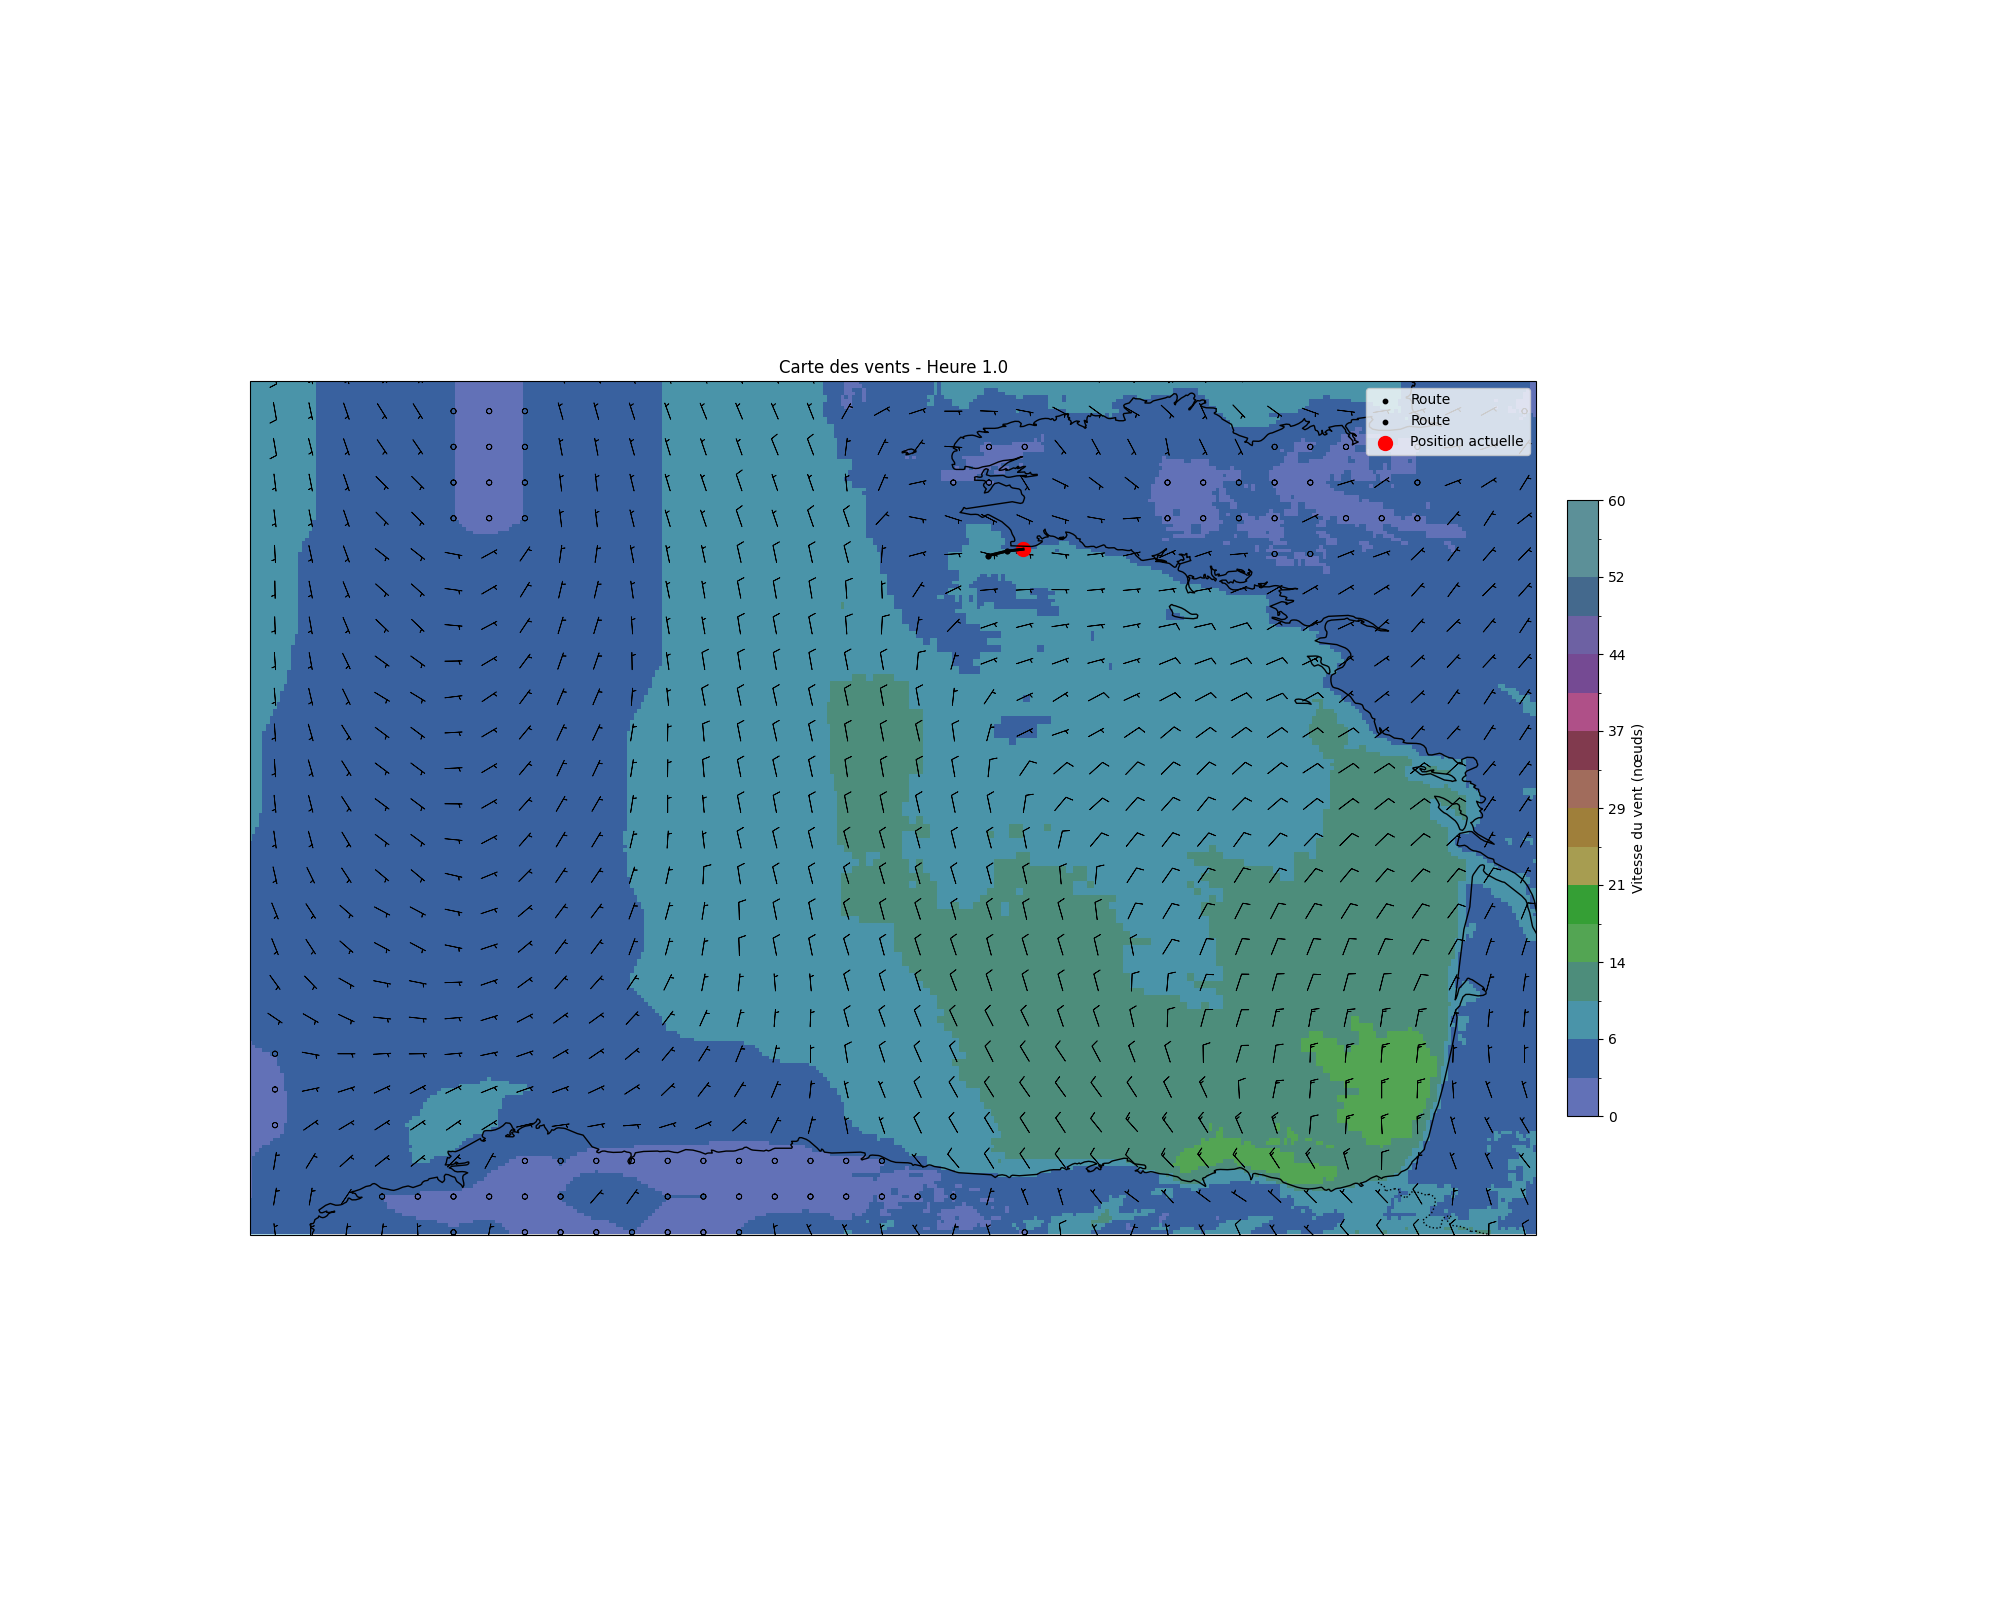 Carte des vents - Heure 1.0
Route
Route
Position actuelle
60
52
44
37
29
21
14
6
0
Vitesse du vent (nœuds)